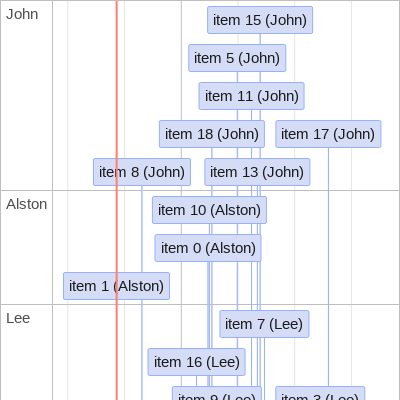 John
item 15 (John)
item 5 (John)
item 11 (John)
item 18 (John)
item 17 (John)
item 8 (John)
item 13 (John)
Alston
item 10 (Alston)
item 0 (Alston)
item 1 (Alston)
Lee
item 7 (Lee)
item 16 (Lee)
item 9 (Lee)
item 3 (Lee)